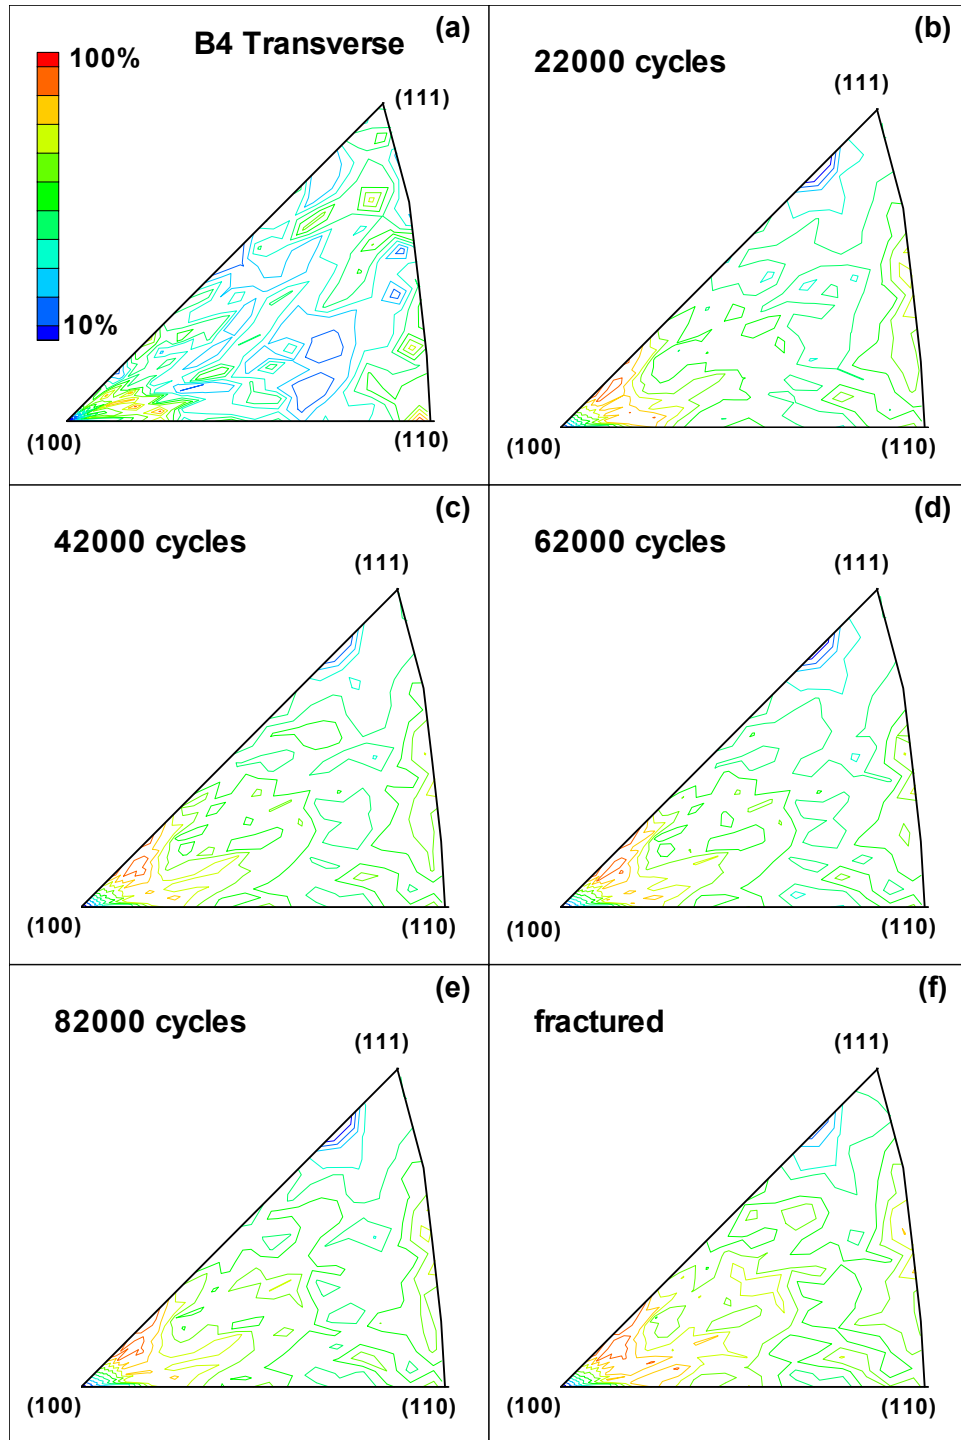 (a)
B4 Transverse
100%
10%
(111)
(100)
(110)
(b)
22000 cycles
(111)
(100)
(110)
(c)
42000 cycles
(111)
(100)
(110)
(d)
62000 cycles
(111)
(100)
(110)
(e)
82000 cycles
(111)
(100)
(110)
(f)
fractured
(111)
(100)
(110)